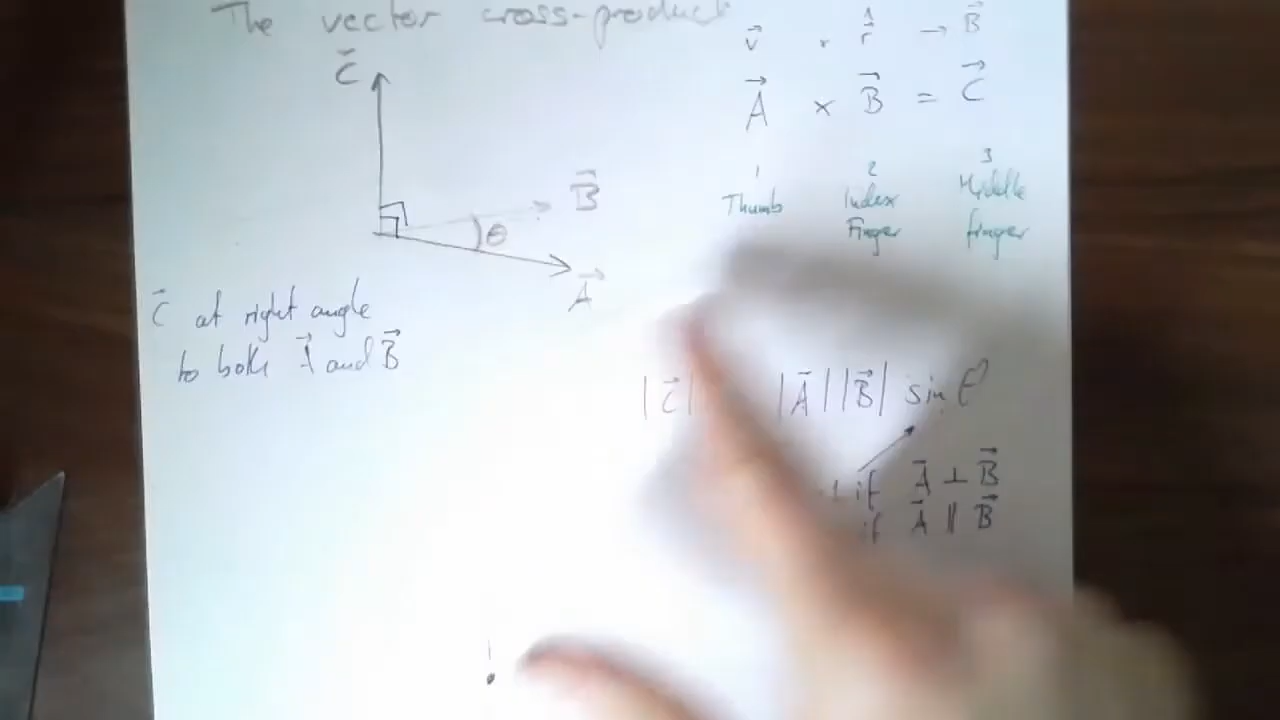 The vector cross-product
v⃗ × r̂ → B⃗
A⃗ × B⃗ = C⃗
1 2 3
Thumb Index Finger Middle finger
C⃗
B⃗
θ
A⃗
C⃗ at right angle
to both A⃗ and B⃗
|C⃗| |A⃗||B⃗| sin θ
1 if A⃗ ⊥ B⃗
if A⃗ ∥ B⃗